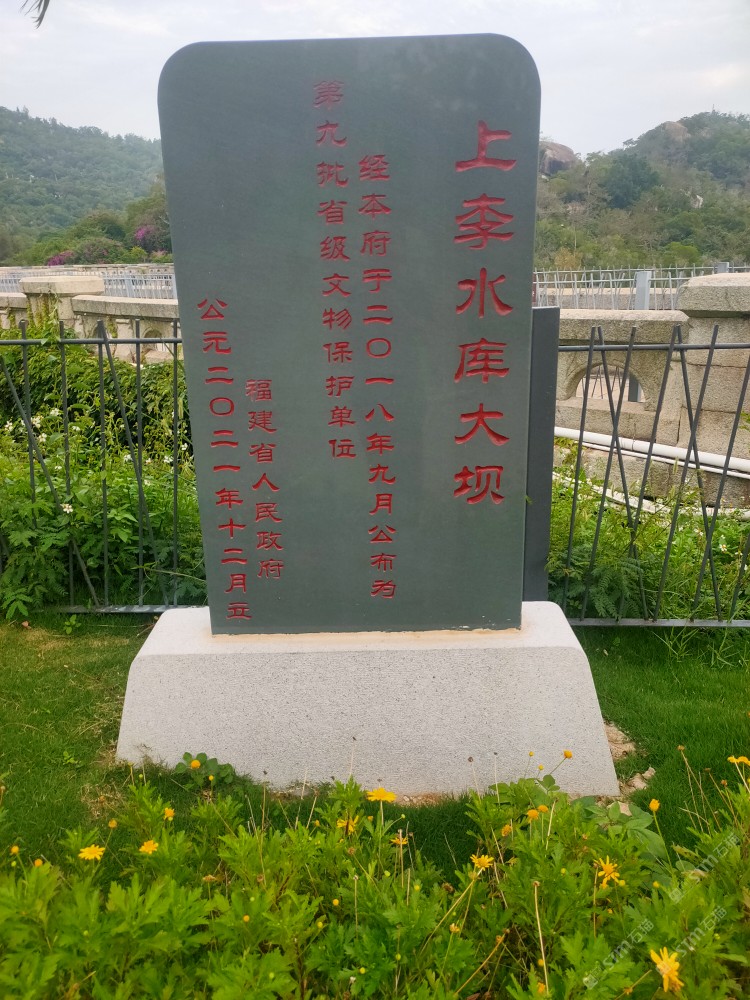 上李水库大坝
经本府于二〇一八年九月公布为
第九批省级文物保护单位
福建省人民政府
公元二〇二一年十二月立